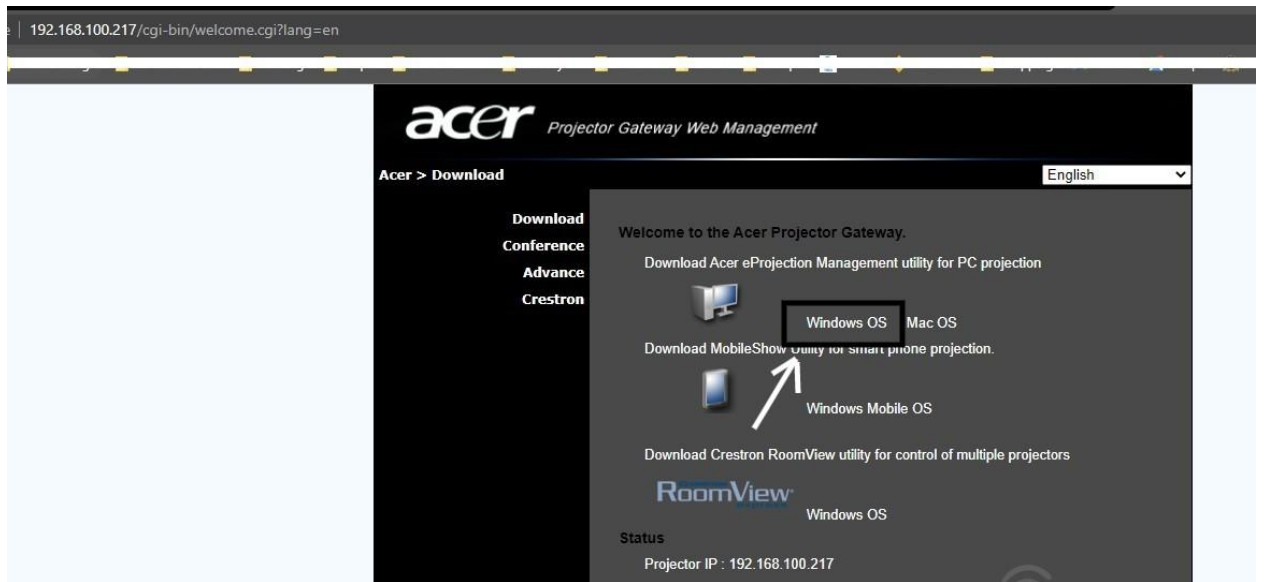 192.168.100.217/cgi-bin/welcome.cgi?lang=en
acer Projector Gateway Web Management
Acer > Download English
Download
Conference
Advance
Crestron
Welcome to the Acer Projector Gateway.
Download Acer eProjection Management utility for PC projection
Windows OS Mac OS
Download MobileShow Utility for smart phone projection.
Windows Mobile OS
Download Crestron RoomView utility for control of multiple projectors
RoomView
Windows OS
Status
Projector IP : 192.168.100.217